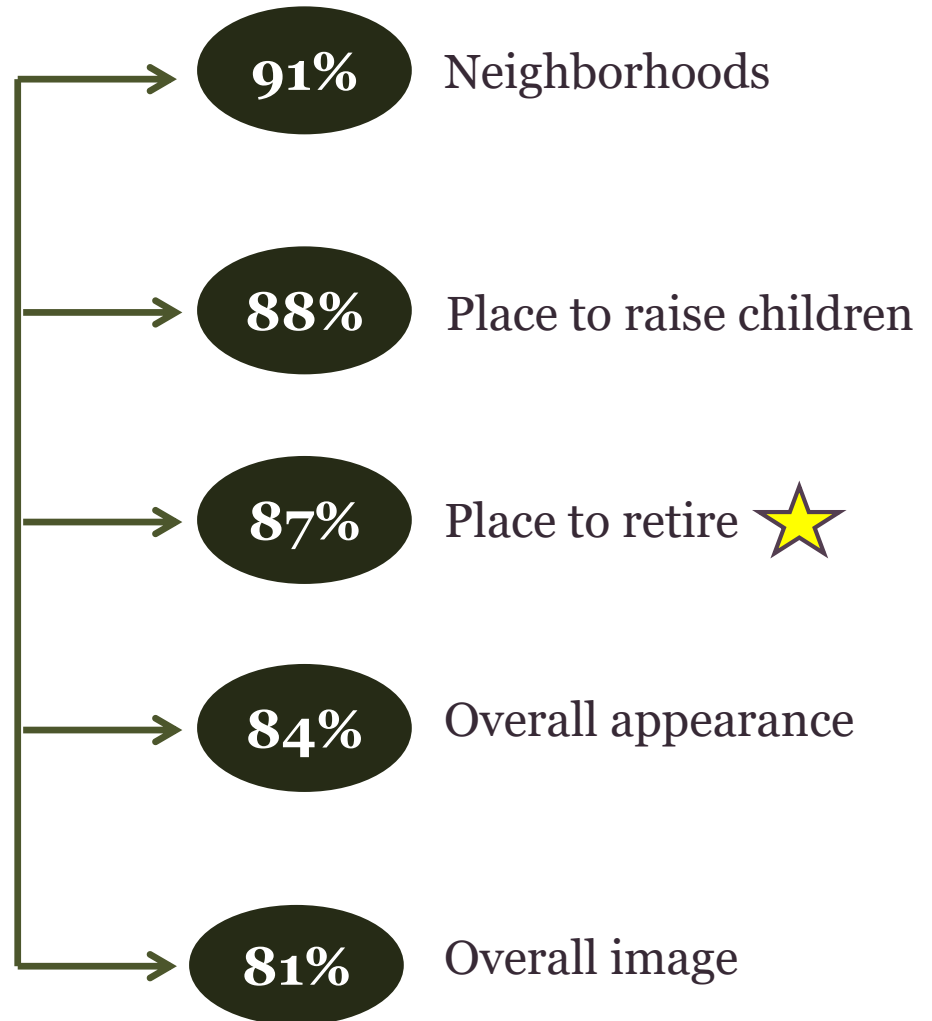 91% Neighborhoods
88% Place to raise children
87% Place to retire
84% Overall appearance
81% Overall image